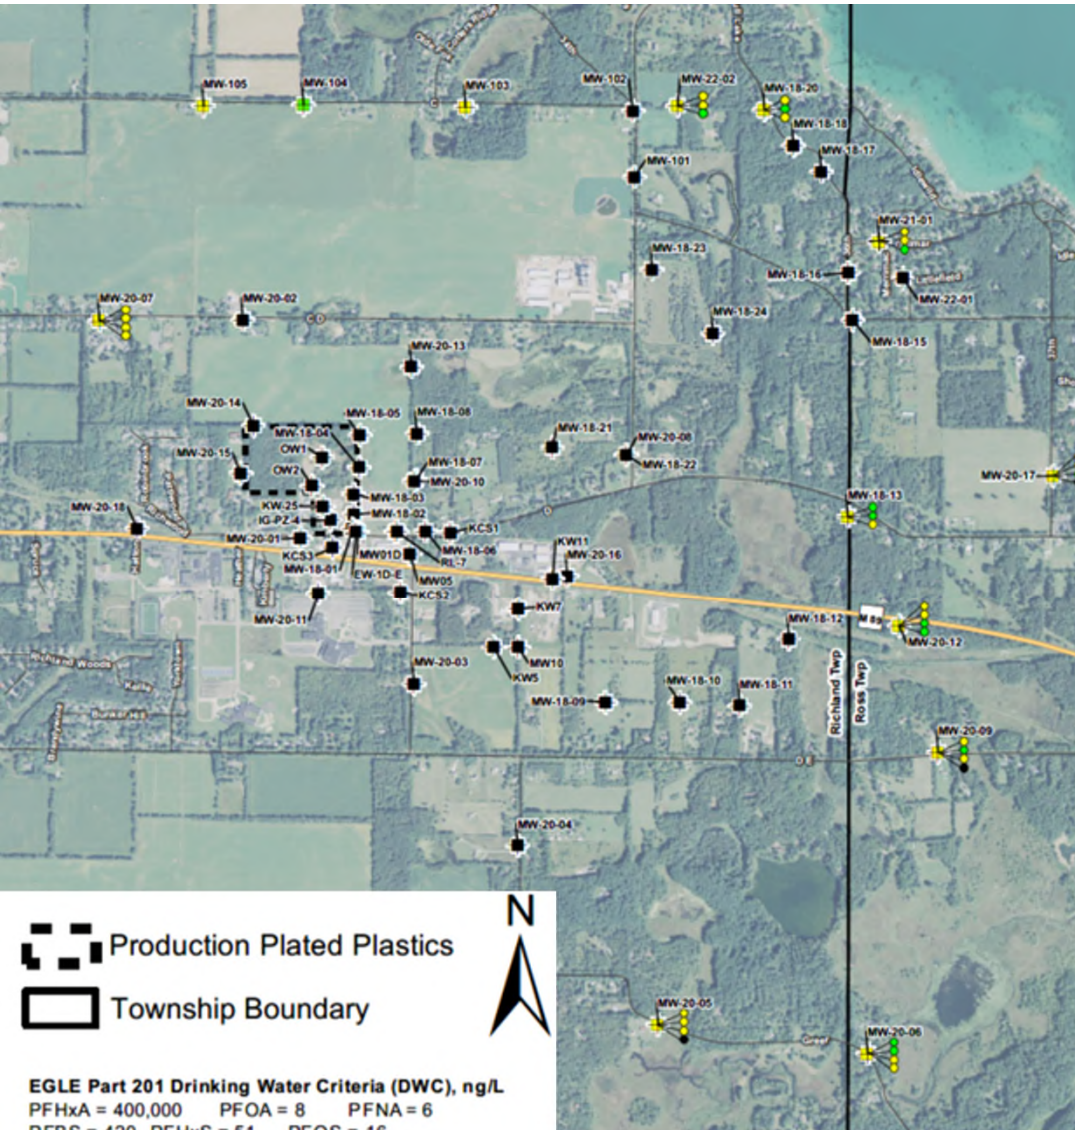 MW-105
MW-104
MW-103
MW-102
MW-22-02
MW-18-20
MW-18-18
MW-18-17
MW-101
MW-21-01
MW-18-23
MW-18-16
MW-22-01
MW-20-07
MW-20-02
C D
MW-18-24
MW-18-15
37th
MW-20-13
MW-20-14
MW-18-05
MW-18-08
MW-18-04
MW-18-21
MW-20-08
OW1
MW-20-15
MW-18-07
MW-18-22
OW2
MW-20-10
MW-20-17
MW-18-03
MW-18-13
MW-20-18
KW-25
MW-18-02
D
IG-PZ-4
KCS1
MW-20-01
KW11
KCS3
MW01D
MW-18-06
MW-20-16
RL-7
MW-18-01
EW-1D-E
MW05
KCS2
MW-20-11
KW7
M 89
MW-18-12
MW-20-12
Richland Woods
Kelly
MW-20-03
MW10
KW5
Richland Twp
Ross Twp
MW-18-10
MW-18-11
MW-18-09
Bunker Hill
MW-20-09
D E
MW-20-04
N
Production Plated Plastics
Township Boundary
MW-20-05
Greer
MW-20-06
EGLE Part 201 Drinking Water Criteria (DWC), ng/L
PFHxA = 400,000 PFOA = 8 PFNA = 6